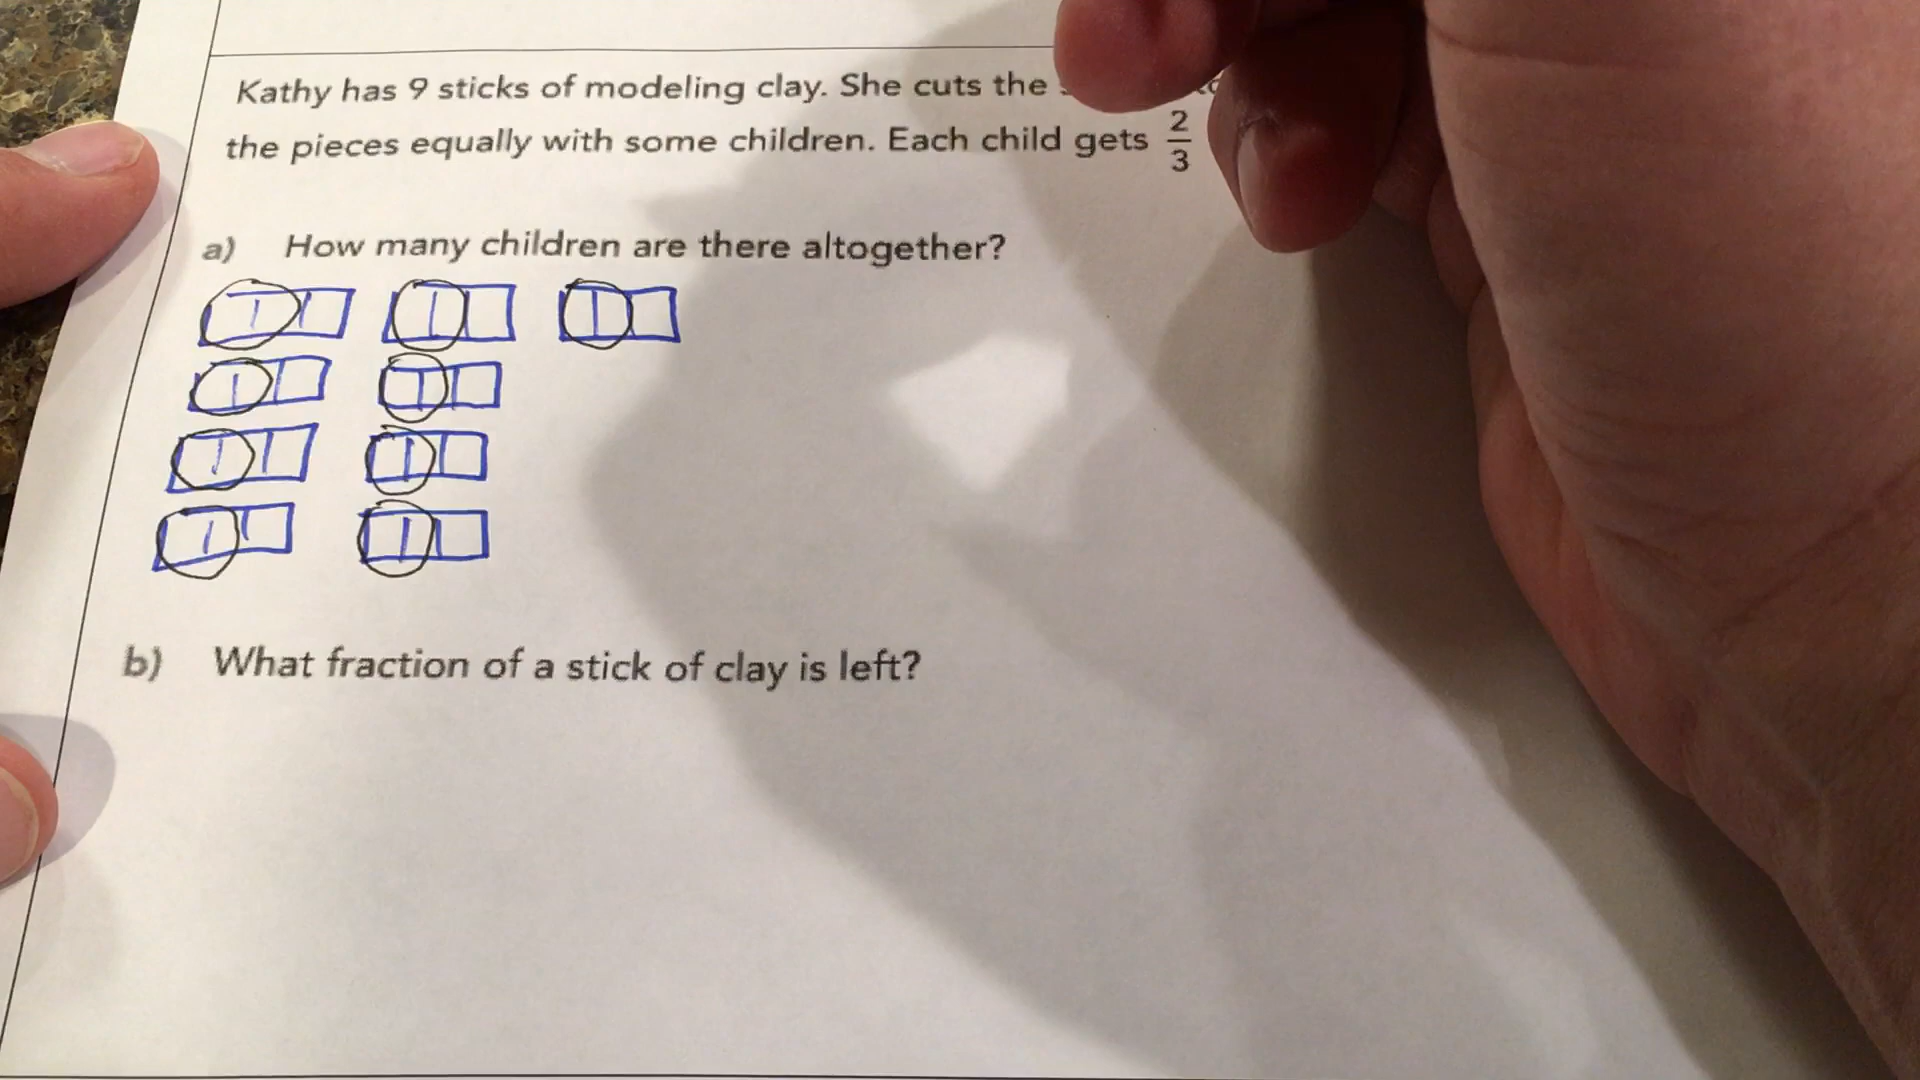 Kathy has 9 sticks of modeling clay. She cuts the
the pieces equally with some children. Each child gets 2/3
a) How many children are there altogether?
b) What fraction of a stick of clay is left?